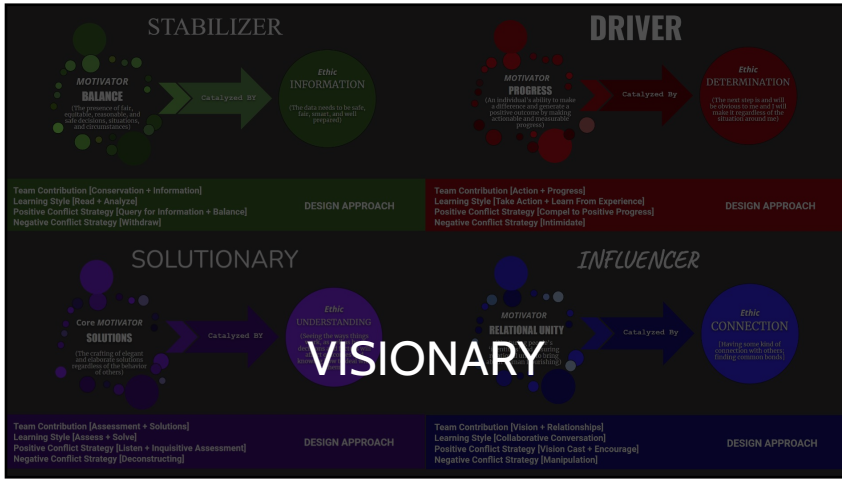 STABILIZER
MOTIVATOR
BALANCE
(The presence of fair,
equitable, reasonable, and
safe decisions, situations,
and circumstances)
Catalyzed BY
Ethic
INFORMATION
(The data needs to be safe,
fair, smart, and well
prepared)
Team Contribution [Conservation + Information]
Learning Style [Read + Analyze]
Positive Conflict Strategy [Query for Information + Balance]
Negative Conflict Strategy [Withdraw]
DESIGN APPROACH
DRIVER
MOTIVATOR
PROGRESS
(An individual's ability to make
a difference and generate a
positive outcome by making
actionable and measurable
progress)
Catalyzed By
Ethic
DETERMINATION
(The next step is and will
be obvious to me and I will
make it regardless of the
situation around me)
Team Contribution [Action + Progress]
Learning Style [Take Action + Learn From Experience]
Positive Conflict Strategy [Compel to Positive Progress]
Negative Conflict Strategy [Intimidate]
DESIGN APPROACH
SOLUTIONARY
Core MOTIVATOR
SOLUTIONS
(The crafting of elegant
and elaborate solutions
regardless of the behavior
of others)
Catalyzed BY
Ethic
UNDERSTANDING
(Seeing the ways things
Team Contribution [Assessment + Solutions]
Learning Style [Assess + Solve]
Positive Conflict Strategy [Listen + Inquisitive Assessment]
Negative Conflict Strategy [Deconstructing]
DESIGN APPROACH
INFLUENCER
MOTIVATOR
RELATIONAL UNITY
Catalyzed By
Ethic
CONNECTION
(Having some kind of
connection with others;
finding common bonds)
Team Contribution [Vision + Relationships]
Learning Style [Collaborative Conversation]
Positive Conflict Strategy [Vision Cast + Encourage]
Negative Conflict Strategy [Manipulation]
DESIGN APPROACH
VISIONARY